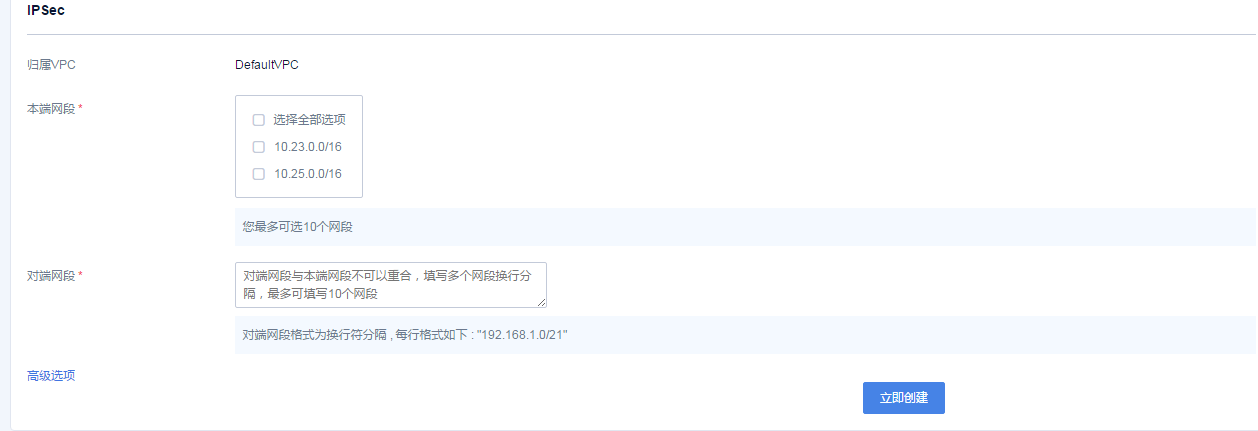 IPSec
归属VPC
DefaultVPC
本端网段 *
选择全部选项
10.23.0.0/16
10.25.0.0/16
您最多可选10个网段
对端网段 *
对端网段与本端网段不可以重合，填写多个网段换行分
隔，最多可填写10个网段
对端网段格式为换行符分隔 , 每行格式如下 : "192.168.1.0/21"
高级选项
立即创建